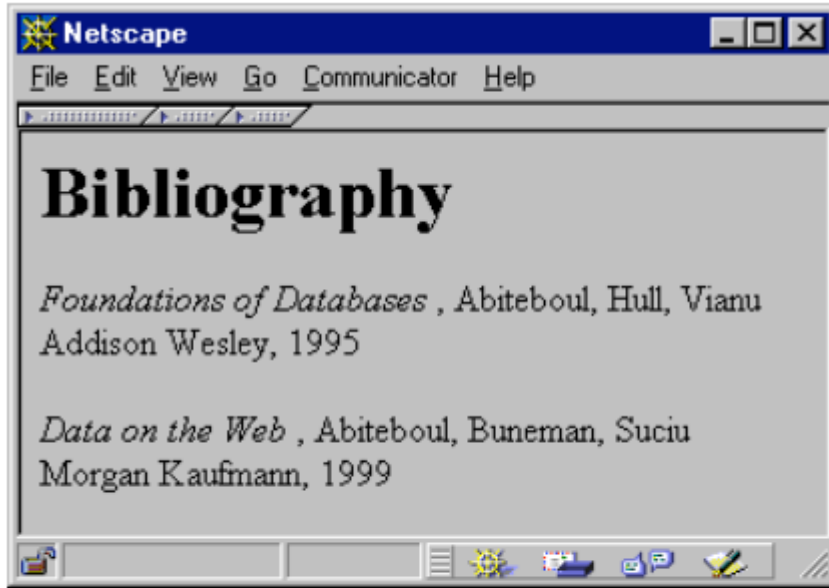 Netscape
File Edit View Go Communicator Help
Bibliography
Foundations of Databases , Abiteboul, Hull, Vianu
Addison Wesley, 1995
Data on the Web , Abiteboul, Buneman, Suciu
Morgan Kaufmann, 1999